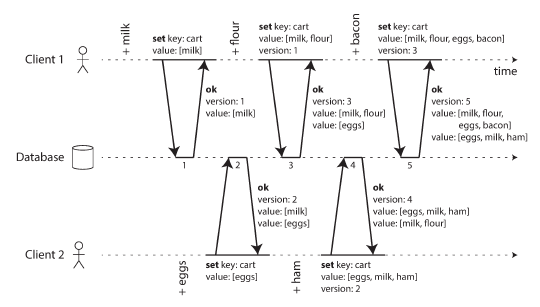 + milk
set key: cart
value: [milk]
+ flour
set key: cart
value: [milk, flour]
version: 1
+ bacon
set key: cart
value: [milk, flour, eggs, bacon]
version: 3
Client 1
time
ok
version: 1
value: [milk]
ok
version: 3
value: [milk, flour]
value: [eggs]
ok
version: 5
value: [milk, flour,
eggs, bacon]
value: [eggs, milk, ham]
Database
1
2
3
4
5
ok
version: 2
value: [milk]
value: [eggs]
ok
version: 4
value: [eggs, milk, ham]
value: [milk, flour]
Client 2
+ eggs
set key: cart
value: [eggs]
+ ham
set key: cart
value: [eggs, milk, ham]
version: 2